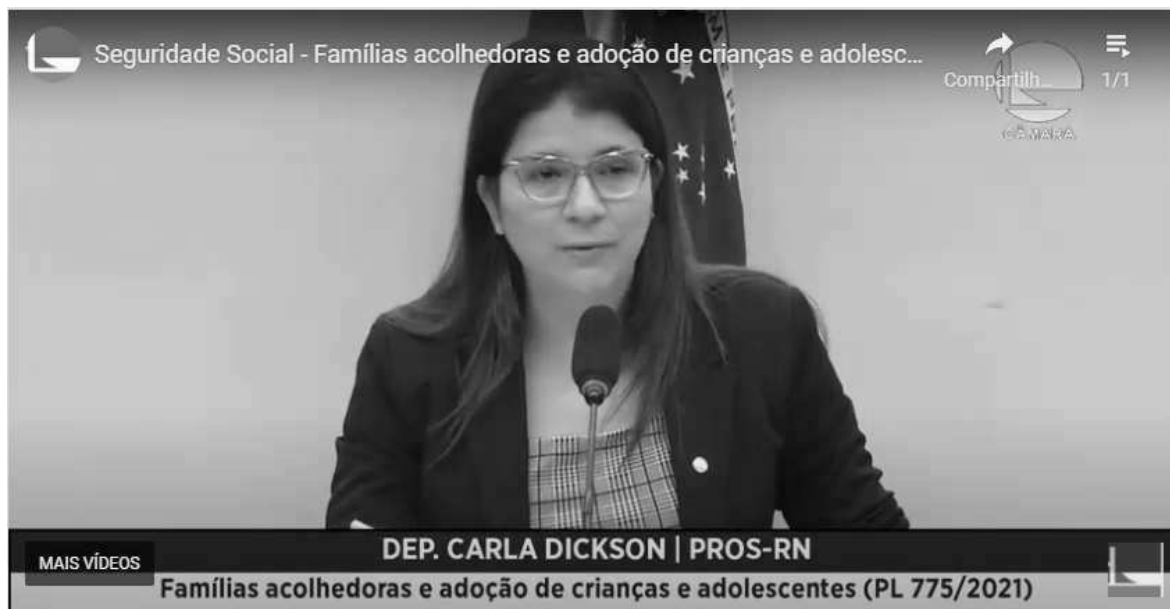 Seguridade Social - Famílias acolhedoras e adoção de crianças e adolesc...
Compartilh...
1/1
CÂMARA
MAIS VÍDEOS
DEP. CARLA DICKSON | PROS-RN
Famílias acolhedoras e adoção de crianças e adolescentes (PL 775/2021)